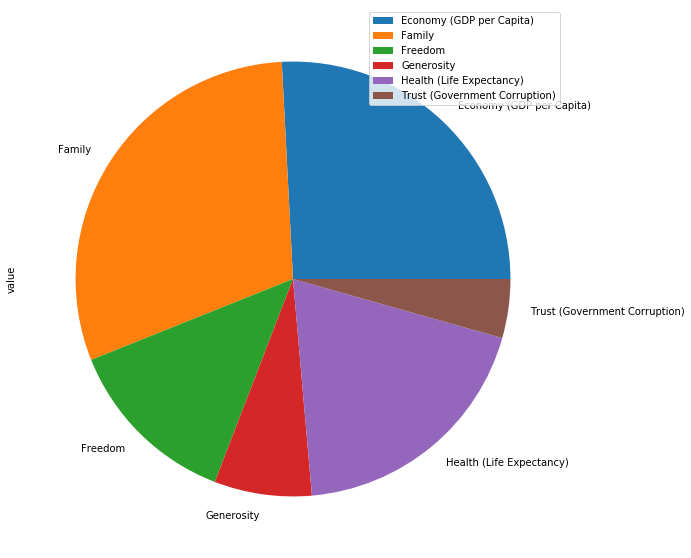 Economy (GDP per Capita)
Family
Freedom
Generosity
Health (Life Expectancy)
Trust (Government Corruption)
Economy (GDP per Capita)
Family
value
Trust (Government Corruption)
Freedom
Health (Life Expectancy)
Generosity